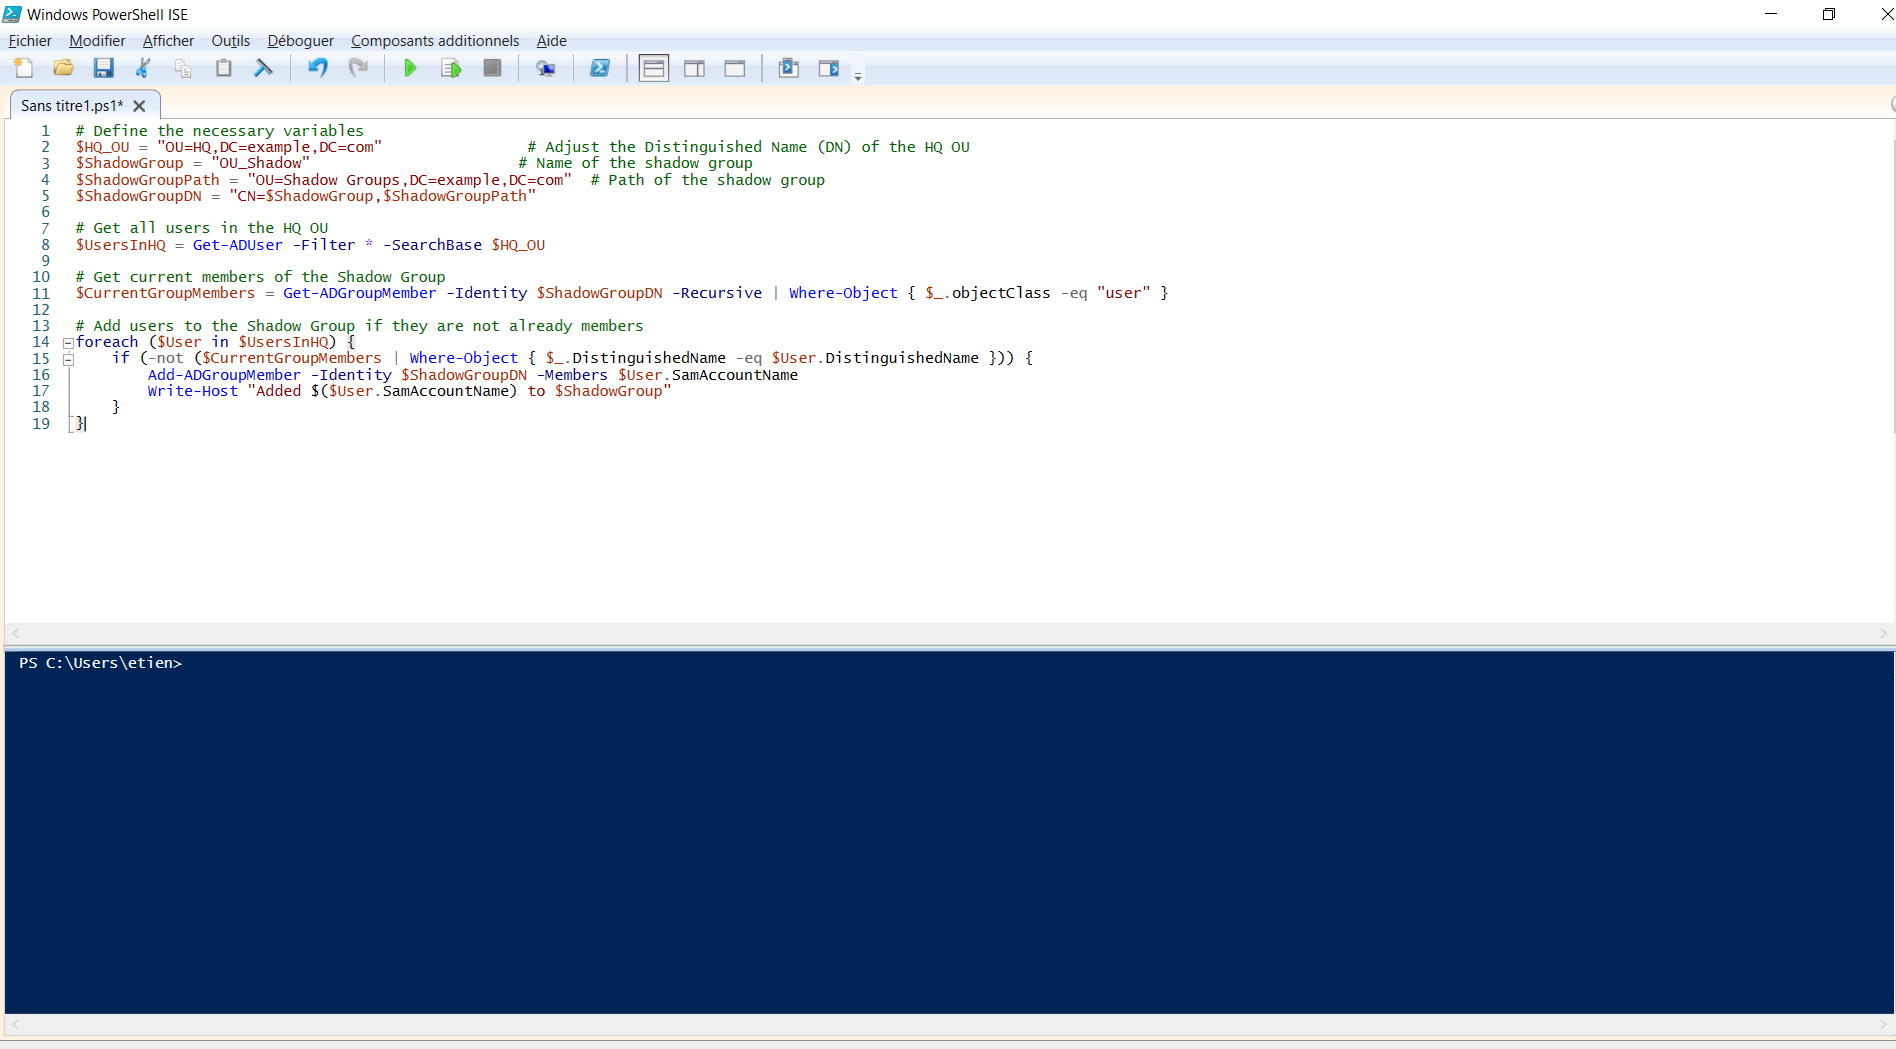 Windows PowerShell ISE
Fichier Modifier Afficher Outils Déboguer Composants additionnels Aide
Sans titre1.ps1*
1 # Define the necessary variables
2 $HQ_OU = "OU=HQ,DC=example,DC=com" # Adjust the Distinguished Name (DN) of the HQ OU
3 $ShadowGroup = "OU_Shadow" # Name of the shadow group
4 $ShadowGroupPath = "OU=Shadow Groups,DC=example,DC=com" # Path of the shadow group
5 $ShadowGroupDN = "CN=$ShadowGroup,$ShadowGroupPath"
6
7 # Get all users in the HQ OU
8 $UsersInHQ = Get-ADUser -Filter * -SearchBase $HQ_OU
9
10 # Get current members of the Shadow Group
11 $CurrentGroupMembers = Get-ADGroupMember -Identity $ShadowGroupDN -Recursive | Where-Object { $_.objectClass -eq "user" }
12
13 # Add users to the Shadow Group if they are not already members
14 foreach ($User in $UsersInHQ) {
15 if (-not ($CurrentGroupMembers | Where-Object { $_.DistinguishedName -eq $User.DistinguishedName })) {
16 Add-ADGroupMember -Identity $ShadowGroupDN -Members $User.SamAccountName
17 Write-Host "Added $($User.SamAccountName) to $ShadowGroup"
18 }
19 }
PS C:\Users\etien>